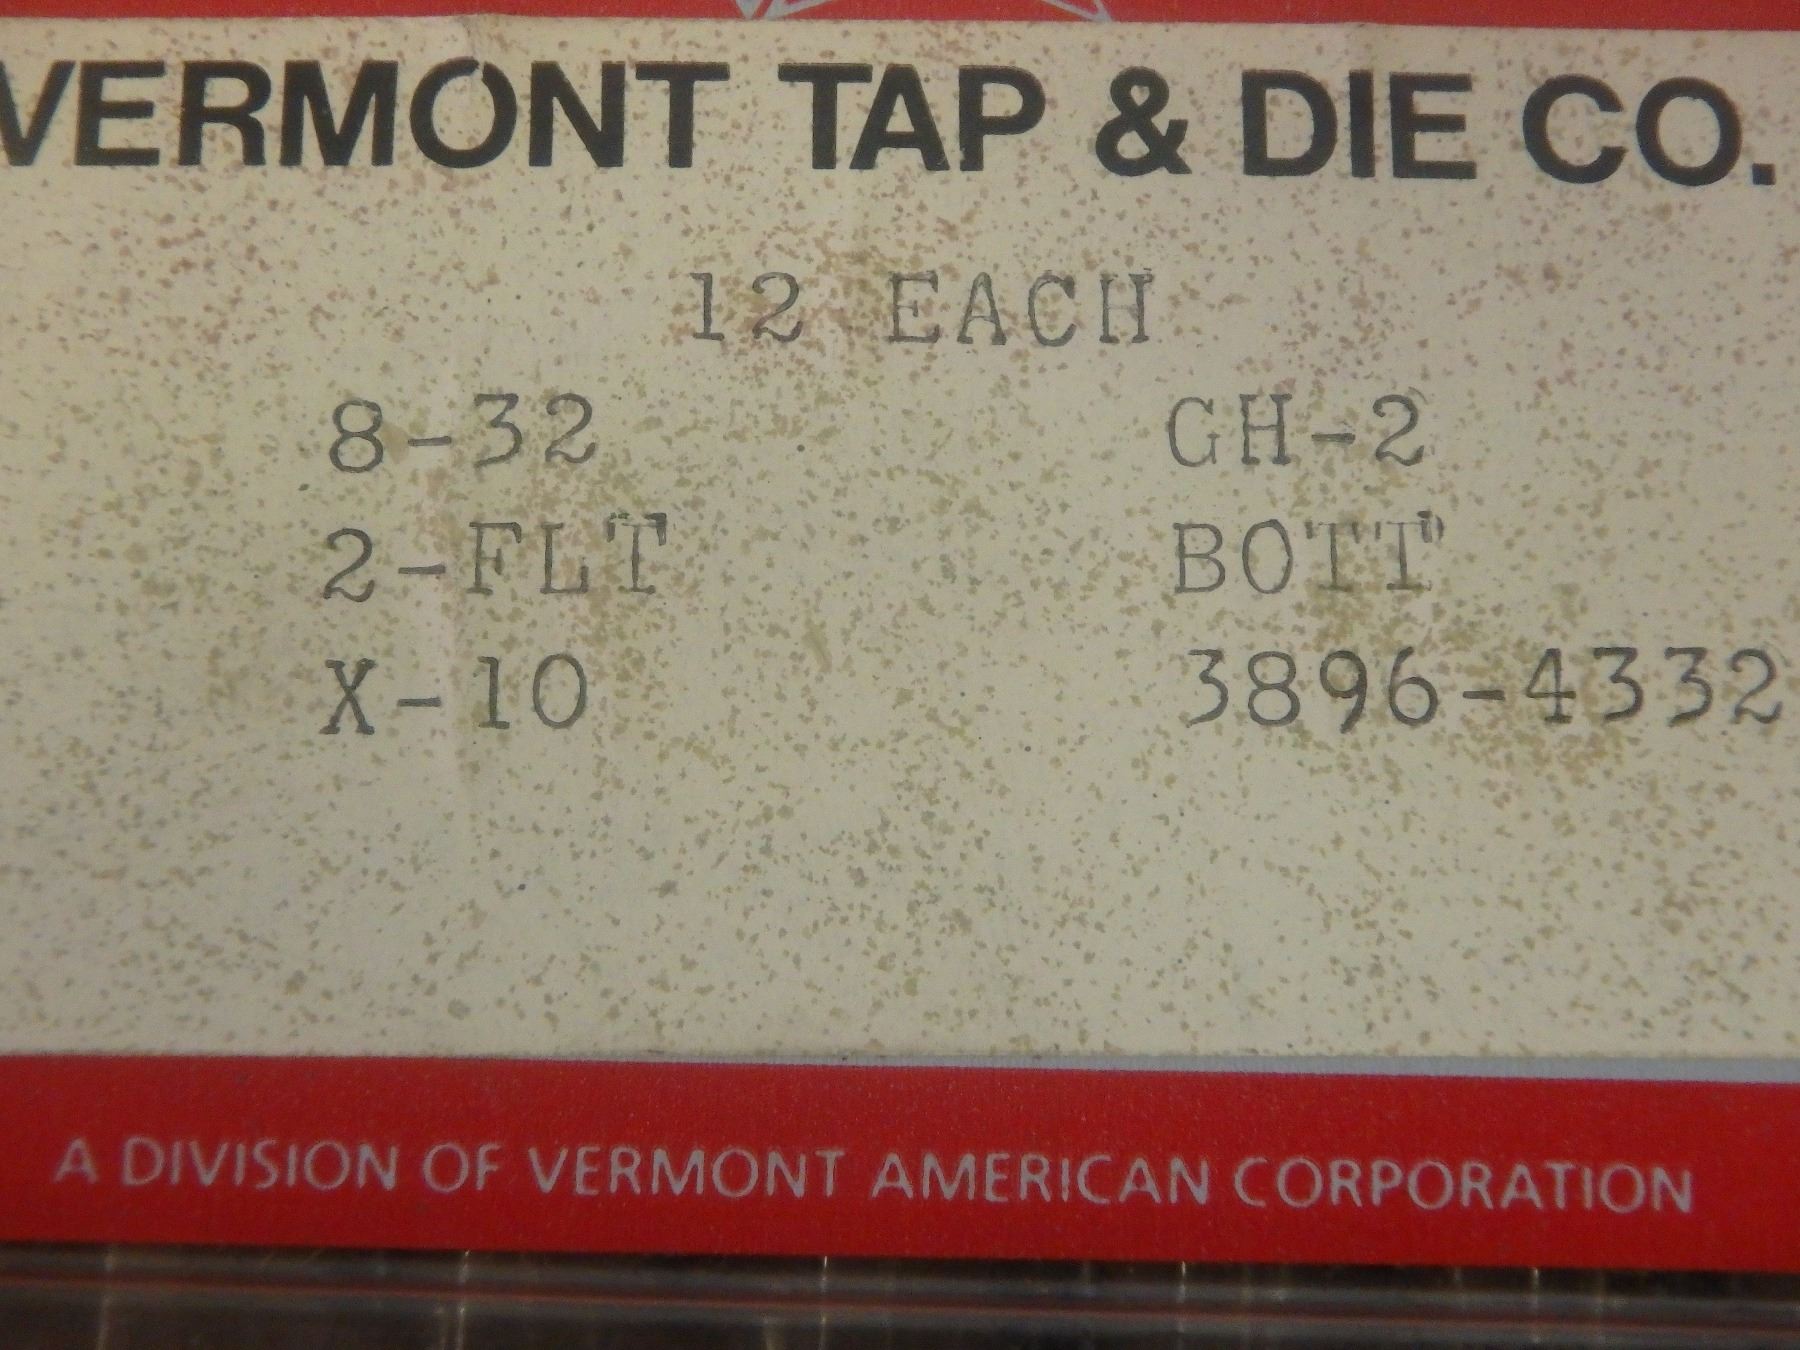 VERMONT TAP & DIE CO.
12 EACH
8-32 GH-2
2-FLT BOTT
X-10 3896-4332
A DIVISION OF VERMONT AMERICAN CORPORATION